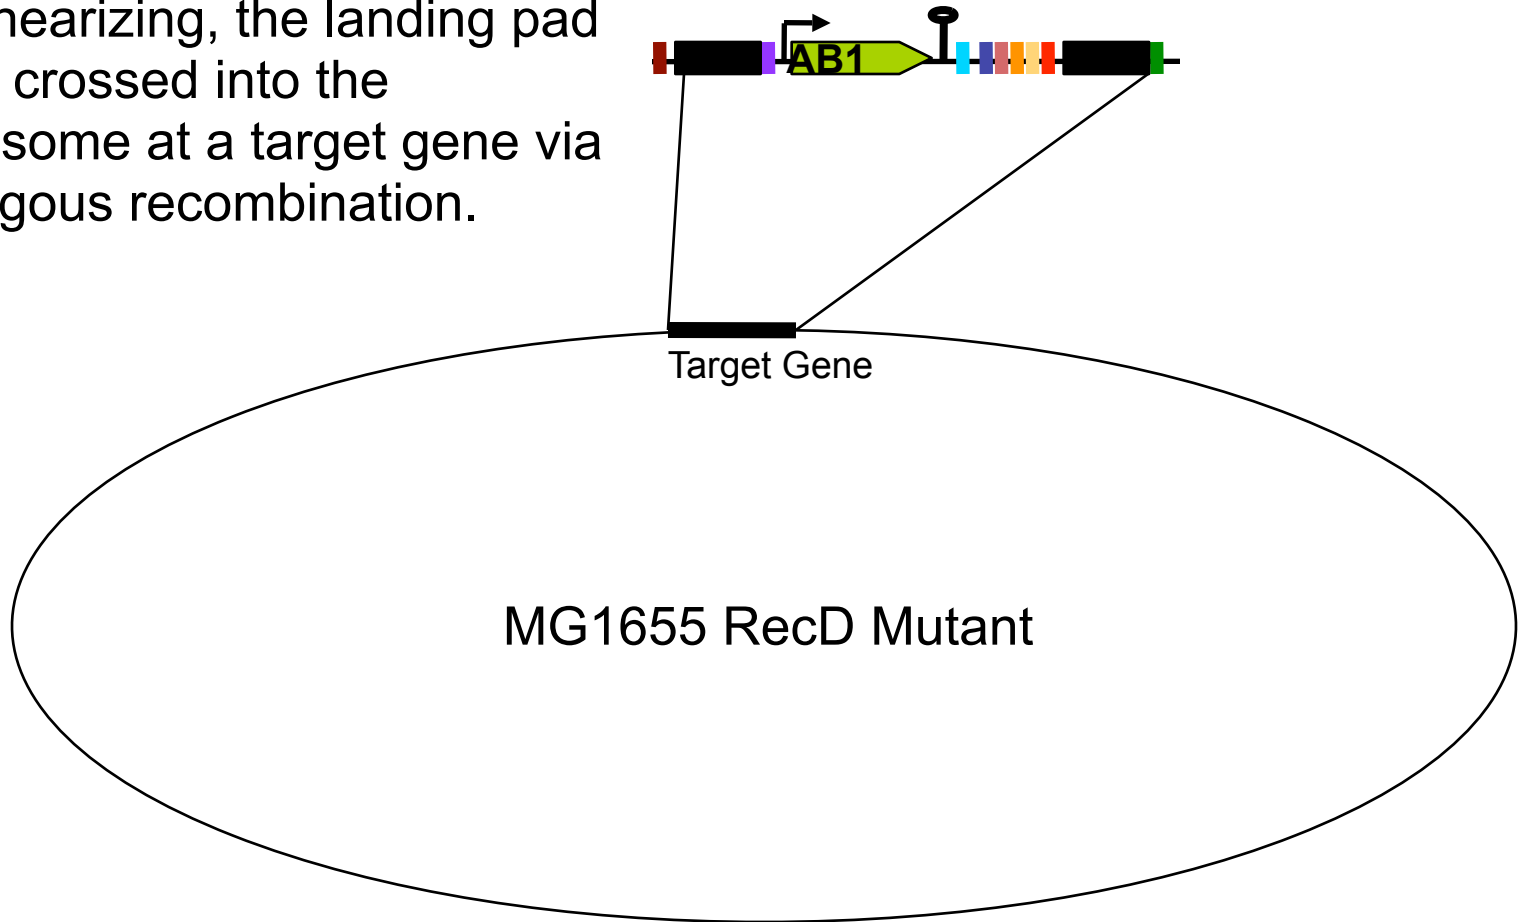 nearizing, the landing pad
crossed into the
some at a target gene via
gous recombination.
AB1
Target Gene
MG1655 RecD Mutant